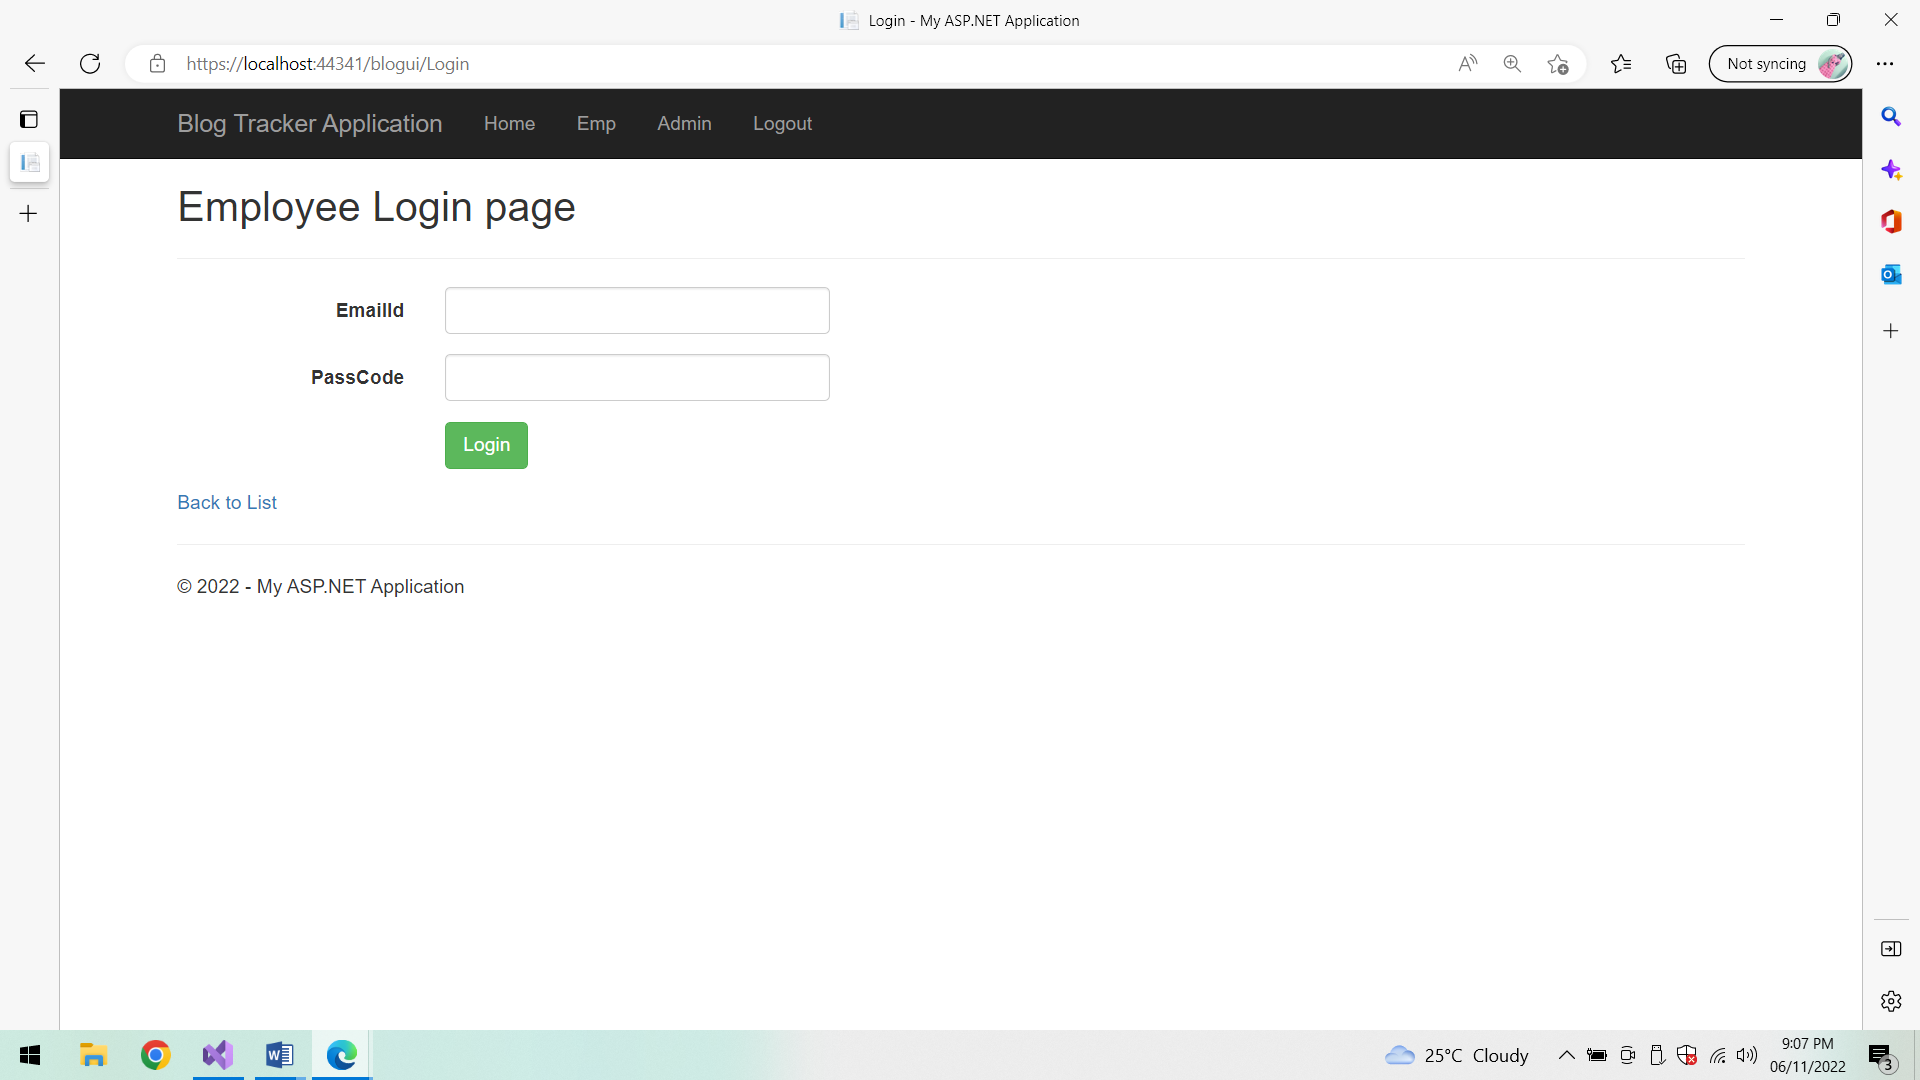 Login - My ASP.NET Application
https://localhost:44341/blogui/Login
Not syncing
Blog Tracker Application Home Emp Admin Logout
Employee Login page
EmailId
PassCode
Login
Back to List
© 2022 - My ASP.NET Application
25°C Cloudy
9:07 PM
06/11/2022
3